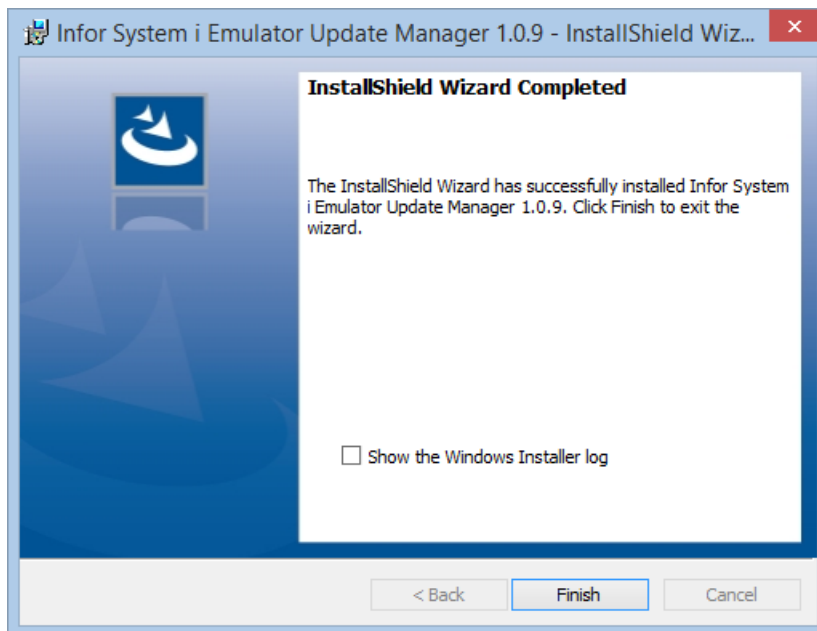 Infor System i Emulator Update Manager 1.0.9 - InstallShield Wiz...
InstallShield Wizard Completed
The InstallShield Wizard has successfully installed Infor System
i Emulator Update Manager 1.0.9. Click Finish to exit the
wizard.
Show the Windows Installer log
< Back
Finish
Cancel